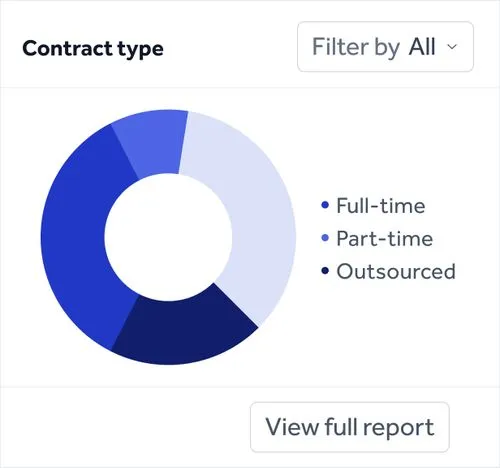 Contract type
Filter by All
Full-time
Part-time
Outsourced
View full report